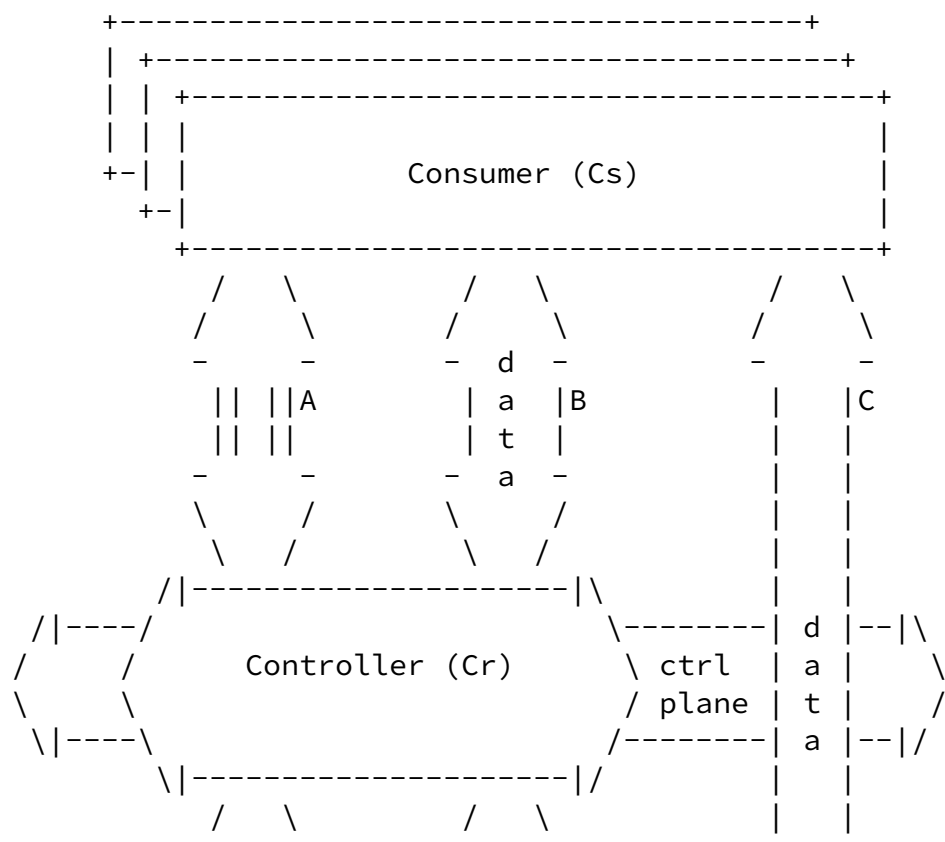 Consumer (Cs)
d
A a B C
t
a
d
Controller (Cr) ctrl a
plane t
a